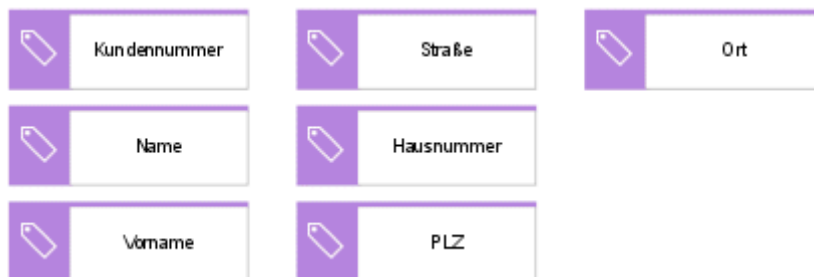 Kundennummer
Name
Vorname
Straße
Hausnummer
PLZ
Ort